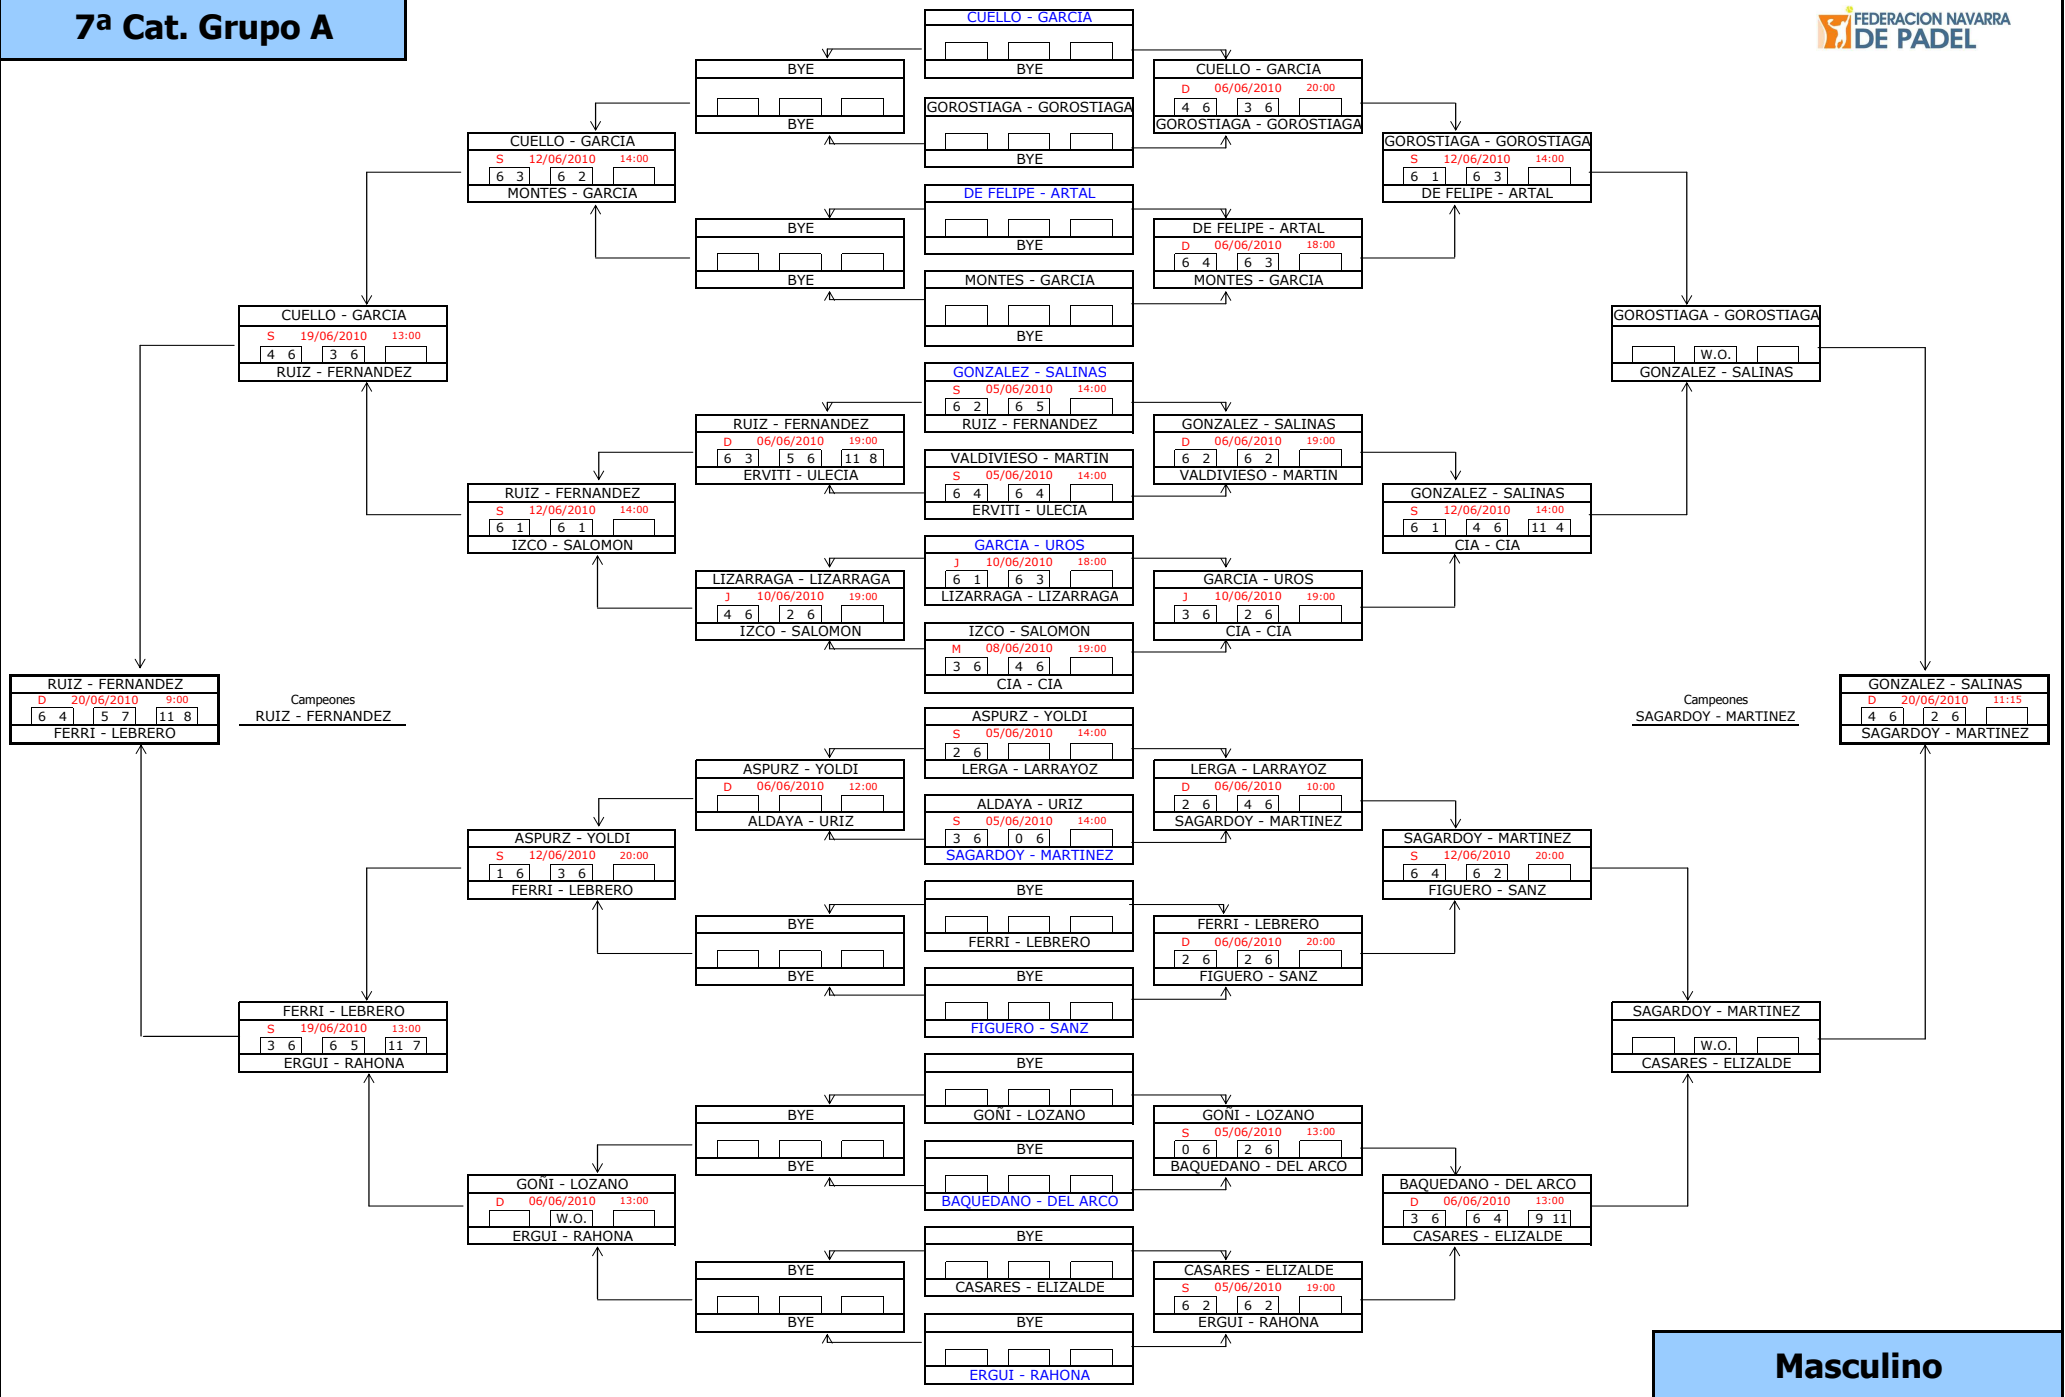 7ª Cat. Grupo A
FEDERACION NAVARRA
DE PADEL
CUELLO - GARCIA
BYE
GOROSTIAGA - GOROSTIAGA
BYE
DE FELIPE - ARTAL
BYE
MONTES - GARCIA
BYE
GONZALEZ - SALINAS
S 05/06/2010 14:00
6 2 6 5
RUIZ - FERNANDEZ
VALDIVIESO - MARTIN
S 05/06/2010 14:00
6 4 6 4
ERVITI - ULECIA
GARCIA - UROS
J 10/06/2010 18:00
6 1 6 3
LIZARRAGA - LIZARRAGA
IZCO - SALOMON
M 08/06/2010 19:00
3 6 4 6
CIA - CIA
ASPURZ - YOLDI
S 05/06/2010 14:00
2 6
LERGA - LARRAYOZ
ALDAYA - URIZ
S 05/06/2010 14:00
3 6 0 6
SAGARDOY - MARTINEZ
BYE
FERRI - LEBRERO
BYE
FIGUERO - SANZ
BYE
GOÑI - LOZANO
BYE
BAQUEDANO - DEL ARCO
BYE
CASARES - ELIZALDE
BYE
ERGUI - RAHONA
BYE
BYE
BYE
BYE
RUIZ - FERNANDEZ
D 06/06/2010 19:00
6 3 5 6 11 8
ERVITI - ULECIA
LIZARRAGA - LIZARRAGA
J 10/06/2010 19:00
4 6 2 6
IZCO - SALOMON
ASPURZ - YOLDI
D 06/06/2010 12:00
ALDAYA - URIZ
BYE
BYE
BYE
BYE
BYE
BYE
CUELLO - GARCIA
S 12/06/2010 14:00
6 3 6 2
MONTES - GARCIA
RUIZ - FERNANDEZ
S 12/06/2010 14:00
6 1 6 1
IZCO - SALOMON
ASPURZ - YOLDI
S 12/06/2010 20:00
1 6 3 6
FERRI - LEBRERO
GOÑI - LOZANO
D 06/06/2010 13:00
W.O.
ERGUI - RAHONA
CUELLO - GARCIA
S 19/06/2010 13:00
4 6 3 6
RUIZ - FERNANDEZ
FERRI - LEBRERO
S 19/06/2010 13:00
3 6 6 5 11 7
ERGUI - RAHONA
RUIZ - FERNANDEZ
D 20/06/2010 9:00
6 4 5 7 11 8
FERRI - LEBRERO
Campeones
RUIZ - FERNANDEZ
CUELLO - GARCIA
D 06/06/2010 20:00
4 6 3 6
GOROSTIAGA - GOROSTIAGA
DE FELIPE - ARTAL
D 06/06/2010 18:00
6 4 6 3
MONTES - GARCIA
GONZALEZ - SALINAS
D 06/06/2010 19:00
6 2 6 2
VALDIVIESO - MARTIN
GARCIA - UROS
J 10/06/2010 19:00
3 6 2 6
CIA - CIA
LERGA - LARRAYOZ
D 06/06/2010 10:00
2 6 4 6
SAGARDOY - MARTINEZ
FERRI - LEBRERO
D 06/06/2010 20:00
2 6 2 6
FIGUERO - SANZ
GOÑI - LOZANO
S 05/06/2010 13:00
0 6 2 6
BAQUEDANO - DEL ARCO
CASARES - ELIZALDE
S 05/06/2010 19:00
6 2 6 2
ERGUI - RAHONA
GOROSTIAGA - GOROSTIAGA
S 12/06/2010 14:00
6 1 6 3
DE FELIPE - ARTAL
GONZALEZ - SALINAS
S 12/06/2010 14:00
6 1 4 6 11 4
CIA - CIA
SAGARDOY - MARTINEZ
S 12/06/2010 20:00
6 4 6 2
FIGUERO - SANZ
BAQUEDANO - DEL ARCO
D 06/06/2010 13:00
3 6 6 4 9 11
CASARES - ELIZALDE
GOROSTIAGA - GOROSTIAGA
W.O.
GONZALEZ - SALINAS
SAGARDOY - MARTINEZ
W.O.
CASARES - ELIZALDE
Campeones
SAGARDOY - MARTINEZ
GONZALEZ - SALINAS
D 20/06/2010 11:15
4 6 2 6
SAGARDOY - MARTINEZ
Masculino